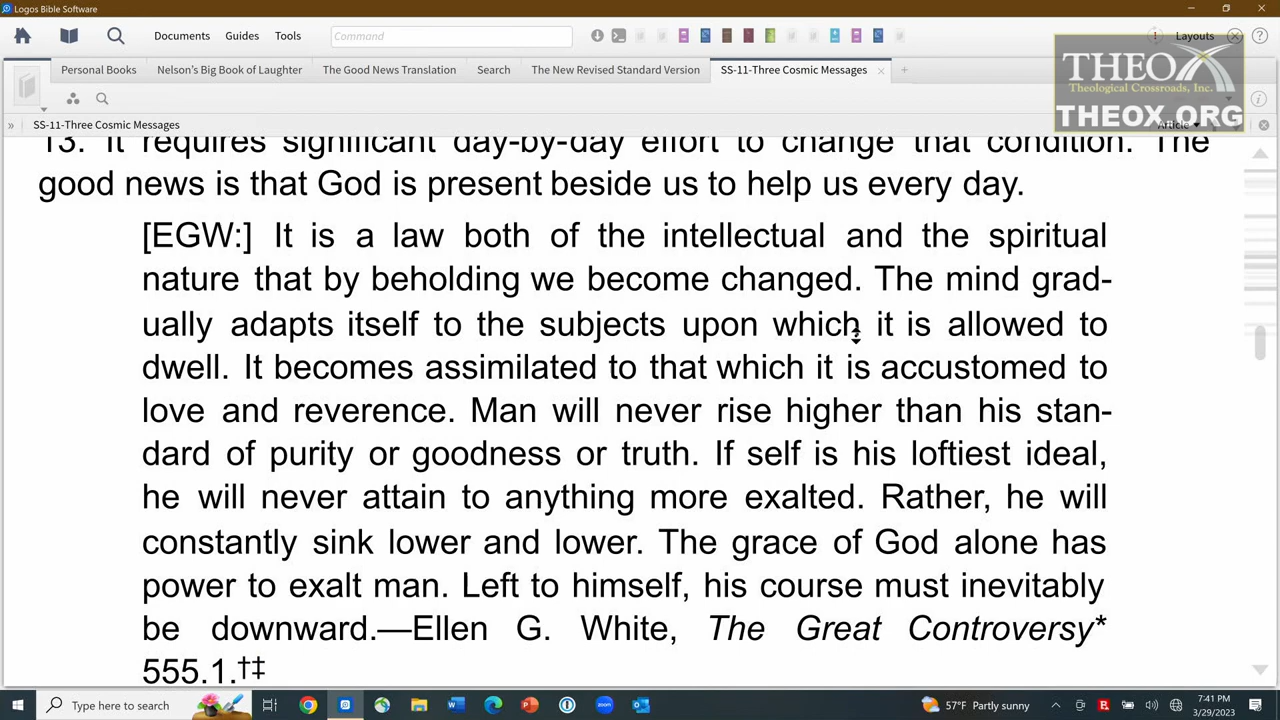 Logos Bible Software
Documents Guides Tools Command Layouts
Personal Books Nelson's Big Book of Laughter The Good News Translation Search The New Revised Standard Version SS-11-Three Cosmic Messages
THEOX
Theological Crossroads, Inc.
THEOX.ORG
SS-11-Three Cosmic Messages Article
13. It requires significant day-by-day effort to change that condition. The
good news is that God is present beside us to help us every day.
[EGW:] It is a law both of the intellectual and the spiritual
nature that by beholding we become changed. The mind grad-
ually adapts itself to the subjects upon which it is allowed to
dwell. It becomes assimilated to that which it is accustomed to
love and reverence. Man will never rise higher than his stan-
dard of purity or goodness or truth. If self is his loftiest ideal,
he will never attain to anything more exalted. Rather, he will
constantly sink lower and lower. The grace of God alone has
power to exalt man. Left to himself, his course must inevitably
be downward.—Ellen G. White, The Great Controversy*
555.1.†‡
Type here to search
57°F Partly sunny
7:41 PM
3/29/2023